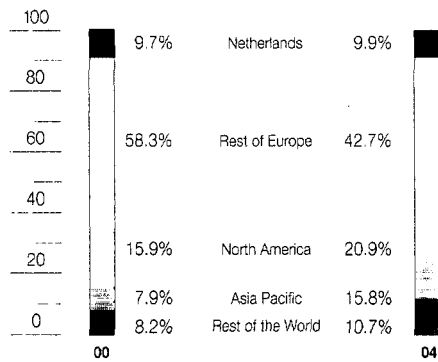 100
9.7% Netherlands 9.9%
80
60 58.3% Rest of Europe 42.7%
40
15.9% North America 20.9%
20
7.9% Asia Pacific 15.8%
0 8.2% Rest of the World 10.7%
00 04